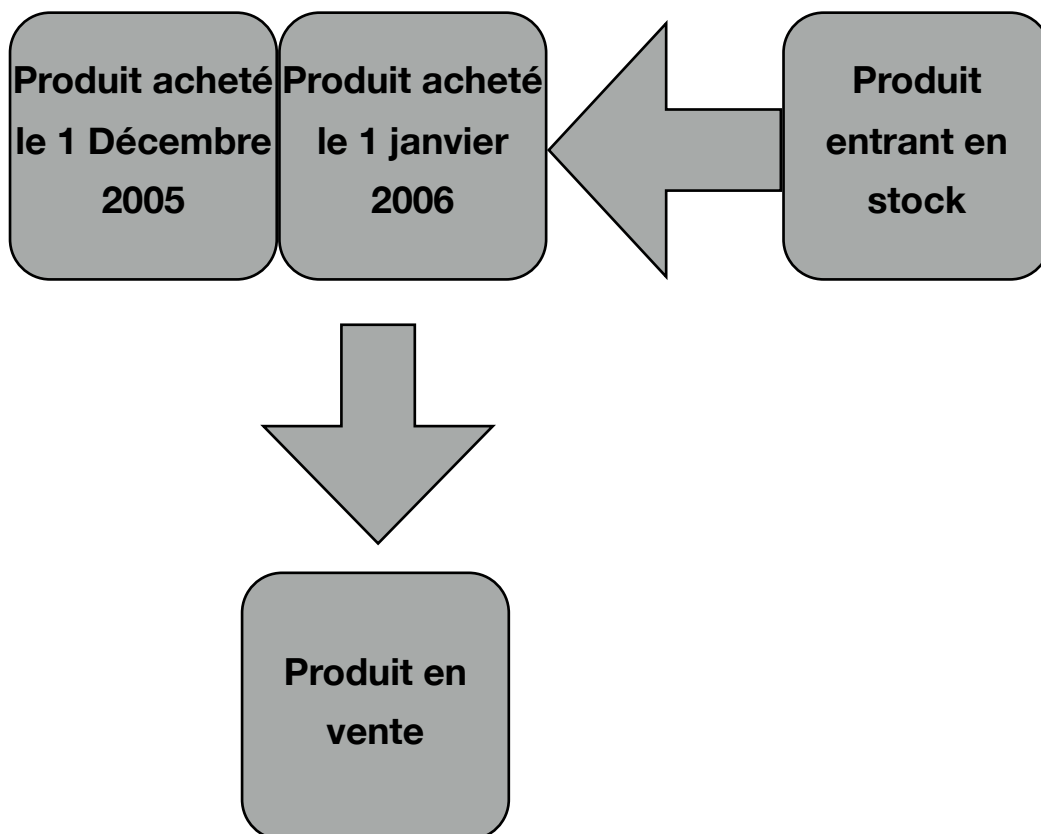 Produit acheté
le 1 Décembre
2005
Produit acheté
le 1 janvier
2006
Produit
entrant en
stock
Produit en
vente